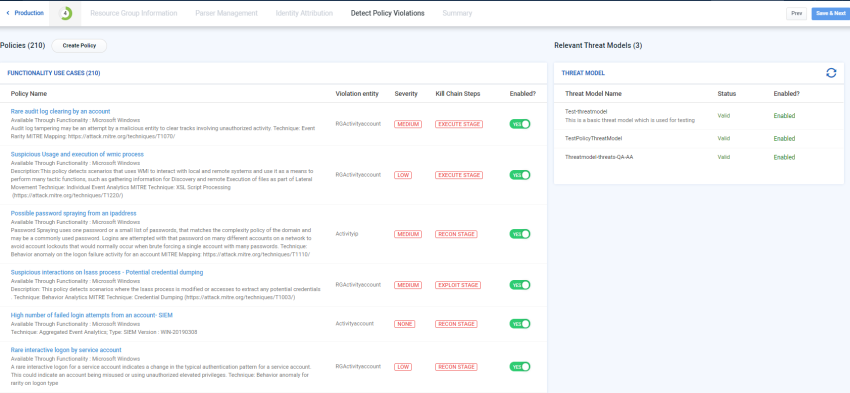 Production
4
Resource Group Information
Parser Management
Identity Attribution
Detect Policy Violations
Summary
Prev
Save & Next
Policies (210)
Create Policy
Relevant Threat Models (3)
FUNCTIONALITY USE CASES (210)
Policy Name
Violation entity
Severity
Kill Chain Steps
Enabled?
Rare audit log clearing by an account
Available Through Functionality : Microsoft Windows
Audit log tampering may be an attempt by a malicious entity to clear tracks involving unauthorized activity. Technique: Event
Rarity MITRE Mapping: https://attack.mitre.org/techniques/T1070/
RGActivityaccount
MEDIUM
EXECUTE STAGE
YES
Suspicious Usage and execution of wmic process
Available Through Functionality : Microsoft Windows
Description:This policy detects scenarios that uses WMI to interact with local and remote systems and use it as a means to
perform many tactic functions, such as gathering information for Discovery and remote Execution of files as part of Lateral
Movement Technique: Individual Event Analytics MITRE Technique: XSL Script Processing
(https://attack.mitre.org/techniques/T1220/)
RGActivityaccount
LOW
EXECUTE STAGE
YES
Possible password spraying from an ipaddress
Available Through Functionality : Microsoft Windows
Password Spraying uses one password or a small list of passwords, that matches the complexity policy of the domain and
may be a commonly used password. Logins are attempted with that password on many different accounts on a network to
avoid account lockouts that would normally occur when brute forcing a single account with many passwords. Technique:
Behavior anomaly on the logon failure activity for an account MITRE Mapping: https://attack.mitre.org/techniques/T1110/
Activityip
MEDIUM
RECON STAGE
YES
Suspicious interactions on lsass process - Potential credential dumping
Available Through Functionality : Microsoft Windows
Description: This policy detects scenarios where the lsass process is modified or accesses to extract any potential credentials
Technique: Behavior Analytics MITRE Technique: Credential Dumping (https://attack.mitre.org/techniques/T1003/)
RGActivityaccount
MEDIUM
EXPLOIT STAGE
YES
High number of failed login attempts from an account- SIEM
Available Through Functionality : Microsoft Windows
Technique: Aggregated Event Analytics; Type: SIEM Version : WIN-20190308
Activityaccount
NONE
RECON STAGE
YES
Rare interactive logon by service account
Available Through Functionality : Microsoft Windows
A rare interactive logon for a service account indicates a change in the typical authentication pattern for a service account.
This could indicate an account being misused or using unauthorized elevated privileges. Technique: Behavior anomaly for
rarity on logon type
RGActivityaccount
LOW
RECON STAGE
YES
THREAT MODEL
Threat Model Name
Status
Enabled?
Test-threatmodel
This is a basic threat model which is used for testing
Valid
Enabled
TestPolicyThreatModel
Valid
Enabled
Threatmodel-threats-QA-AA
Valid
Enabled